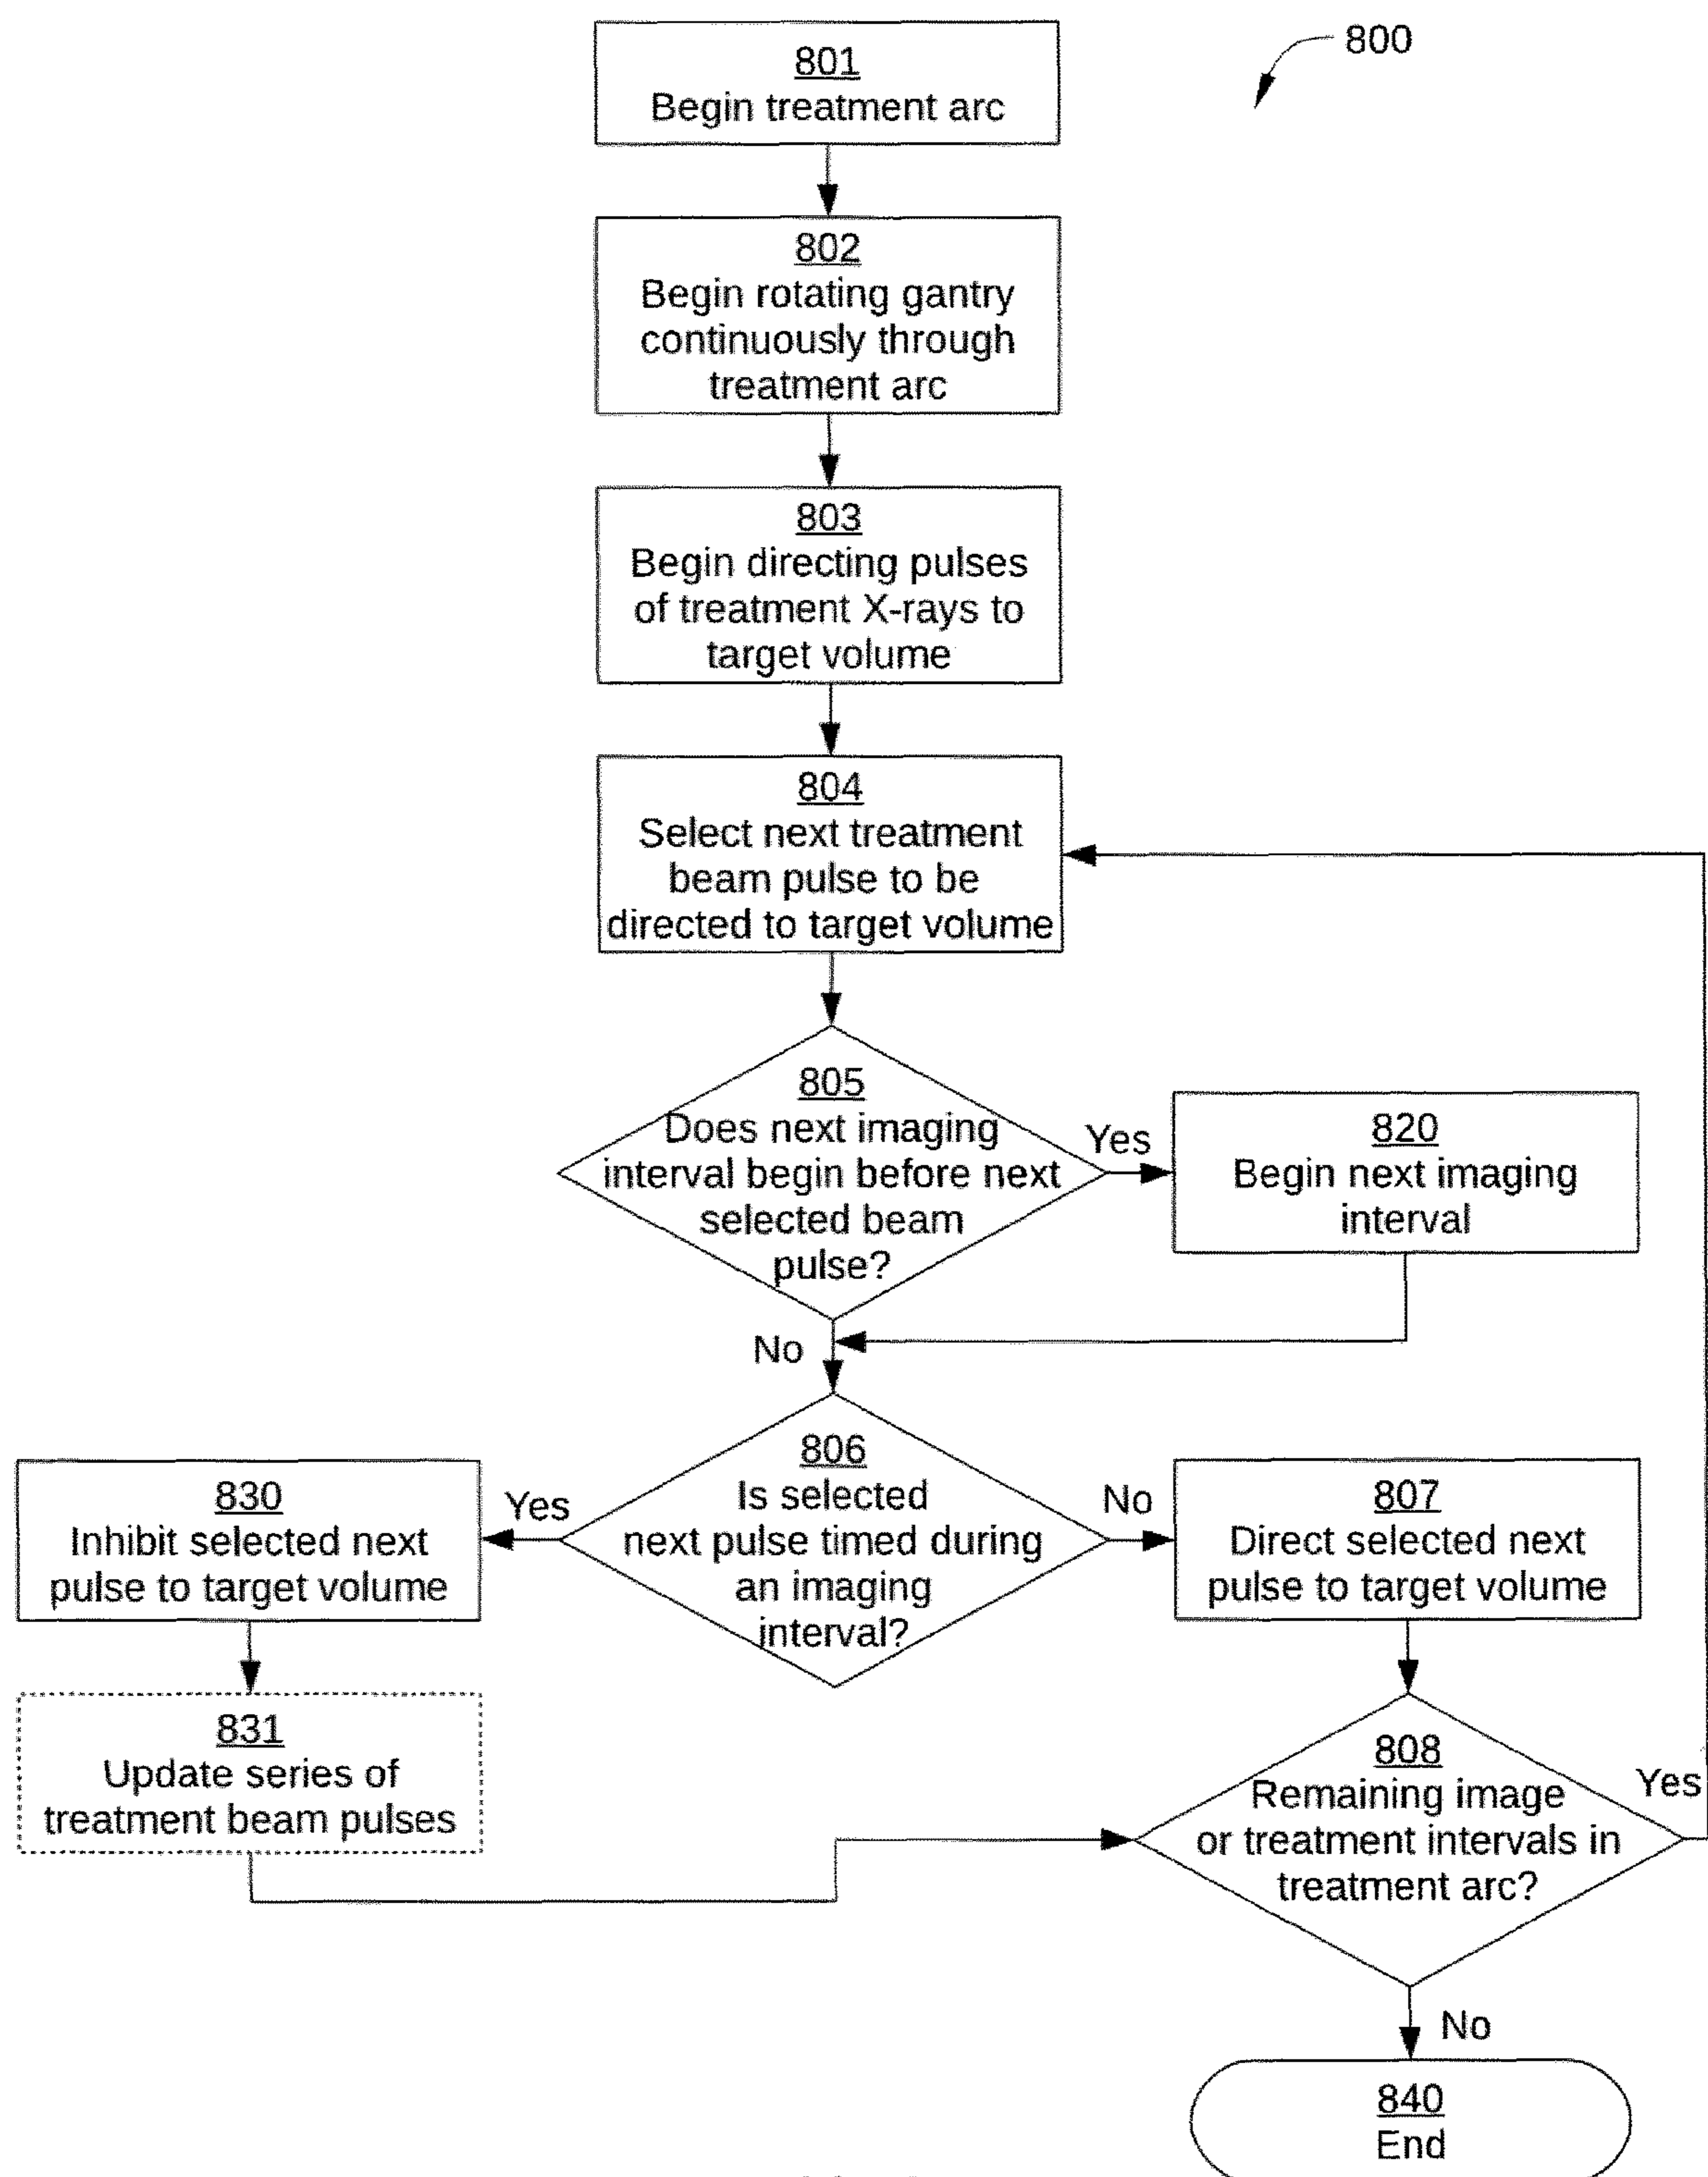 800
801
Begin treatment arc
802
Begin rotating gantry
continuously through
treatment arc
803
Begin directing pulses
of treatment X-rays to
target volume
804
Select next treatment
beam pulse to be
directed to target volume
805
Does next imaging
interval begin before next
selected beam
pulse?
Yes
820
Begin next imaging
interval
No
806
Is selected
next pulse timed during
an imaging
interval?
Yes
830
Inhibit selected next
pulse to target volume
No
807
Direct selected next
pulse to target volume
831
Update series of
treatment beam pulses
808
Remaining image
or treatment intervals in
treatment arc?
Yes
No
840
End